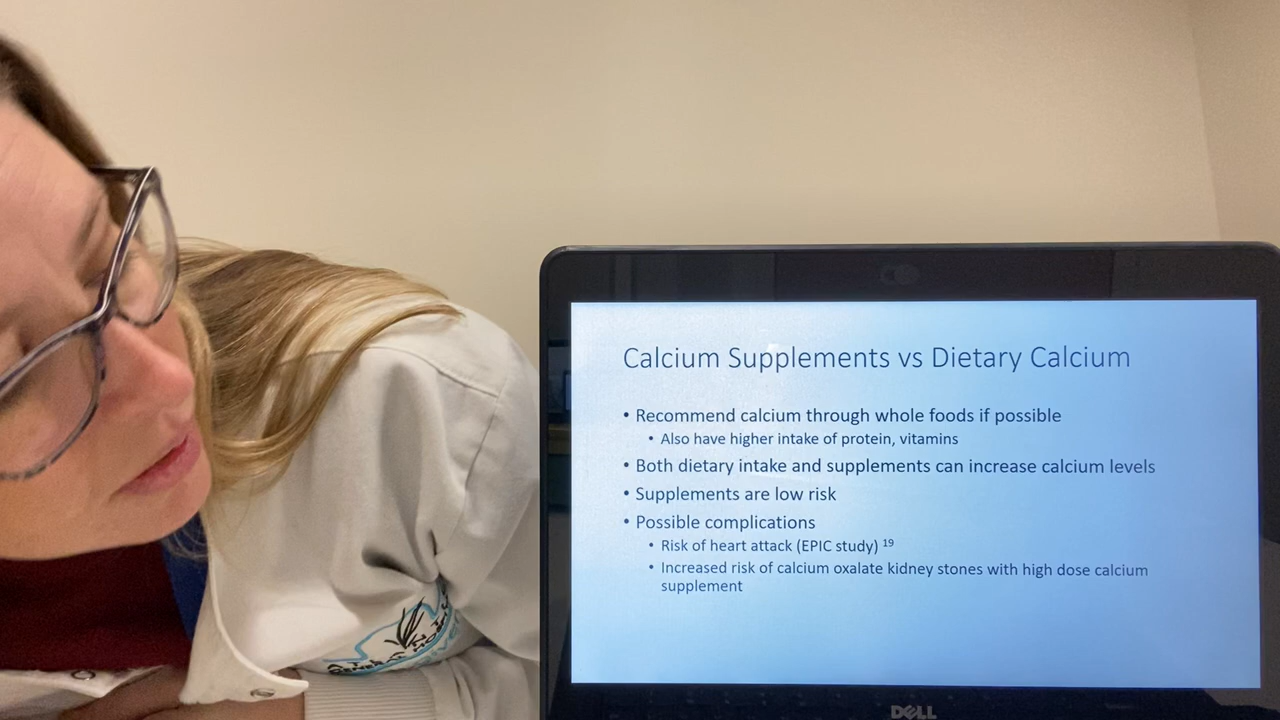 Calcium Supplements vs Dietary Calcium
• Recommend calcium through whole foods if possible
• Also have higher intake of protein, vitamins
• Both dietary intake and supplements can increase calcium levels
• Supplements are low risk
• Possible complications
• Risk of heart attack (EPIC study) 19
• Increased risk of calcium oxalate kidney stones with high dose calcium
supplement
GENERAL
DELL